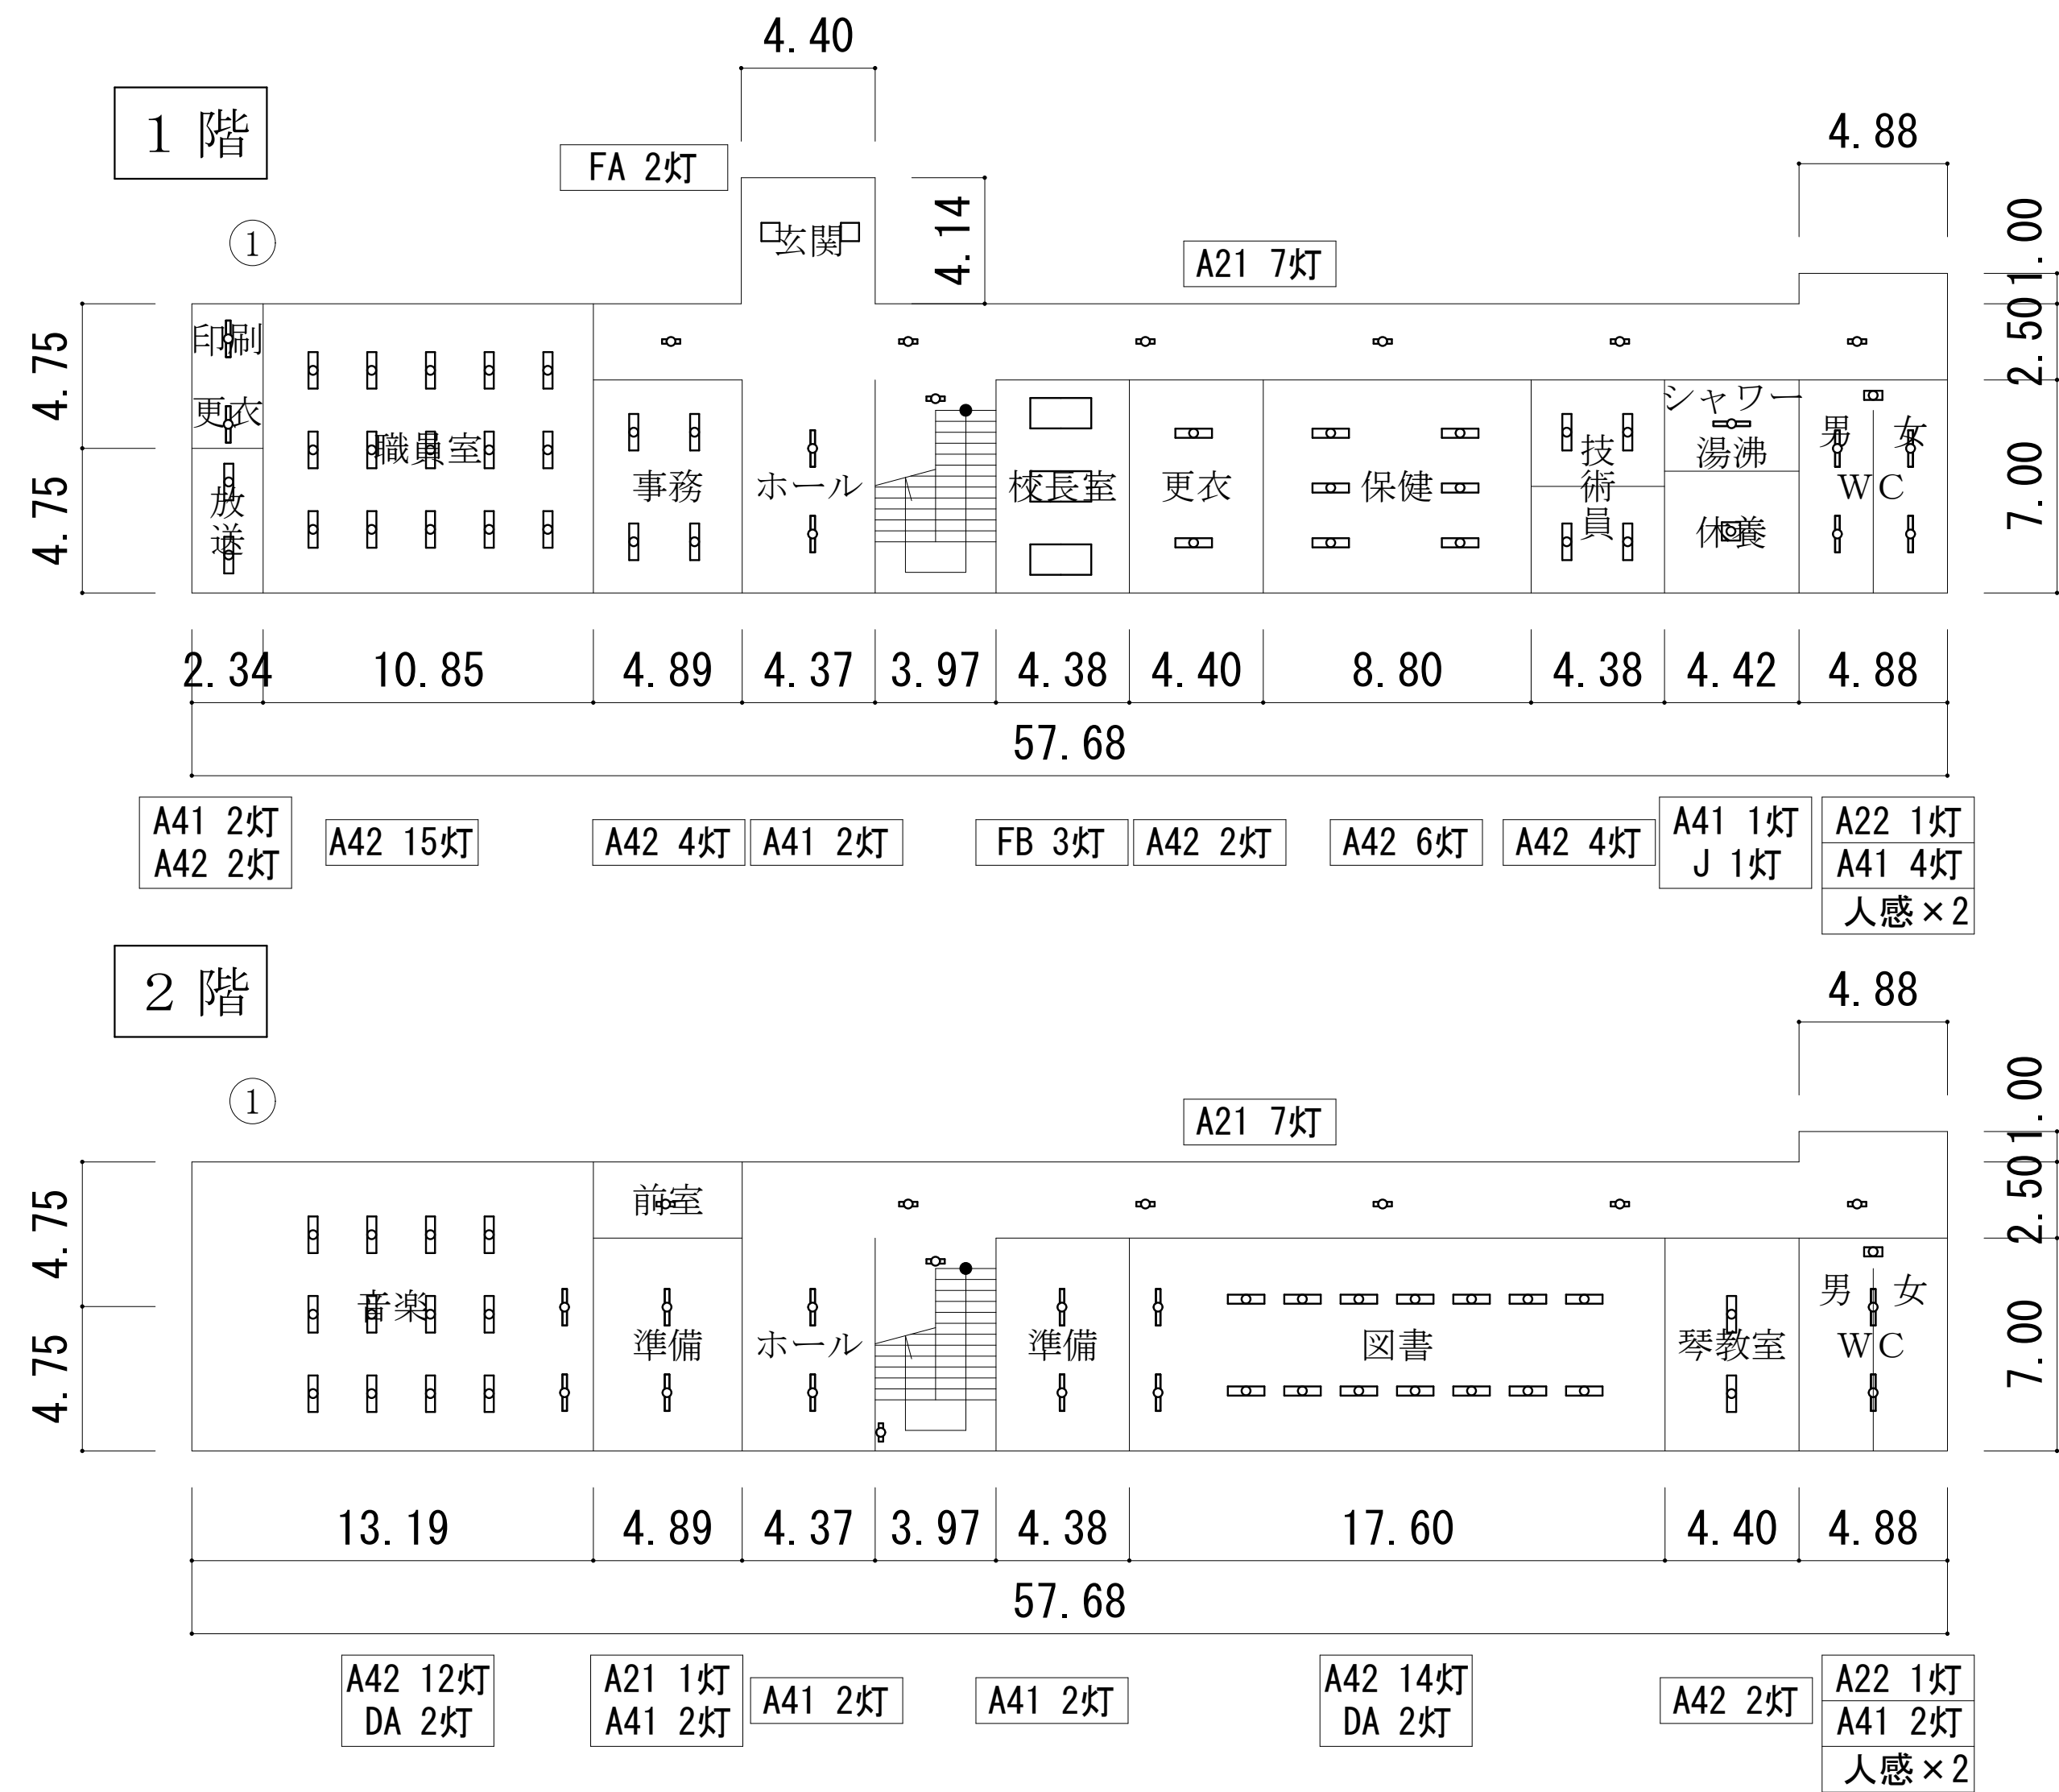 4.40
1 階
4.88
FA 2灯
①
玄関
4.14
A21 7灯
1.00
2.50
7.00
4.75
4.75
印刷
更衣
放送
職員室
事務
ホール
校長室
更衣
保健
技術員
シャワー
湯沸
休養
男 女
WC
2.34 10.85 4.89 4.37 3.97 4.38 4.40 8.80 4.38 4.42 4.88
57.68
A41 2灯
A42 2灯
A42 15灯
A42 4灯
A41 2灯
FB 3灯
A42 2灯
A42 6灯
A42 4灯
A41 1灯
J 1灯
A22 1灯
A41 4灯
人感×2
2 階
4.88
①
A21 7灯
1.00
2.50
7.00
4.75
4.75
音楽
前室
準備
ホール
準備
図書
琴教室
男 女
WC
13.19 4.89 4.37 3.97 4.38 17.60 4.40 4.88
57.68
A42 12灯
DA 2灯
A21 1灯
A41 2灯
A41 2灯
A41 2灯
A42 14灯
DA 2灯
A42 2灯
A22 1灯
A41 2灯
人感×2